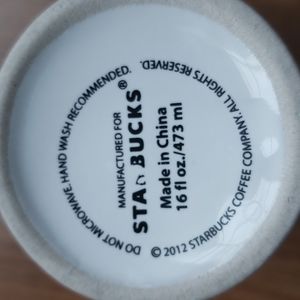 DO NOT MICROWAVE. HAND WASH RECOMMENDED.
MANUFACTURED FOR
STARBUCKS®
Made in China
16 fl oz./473 ml
© 2012 STARBUCKS COFFEE COMPANY. ALL RIGHTS RESERVED.